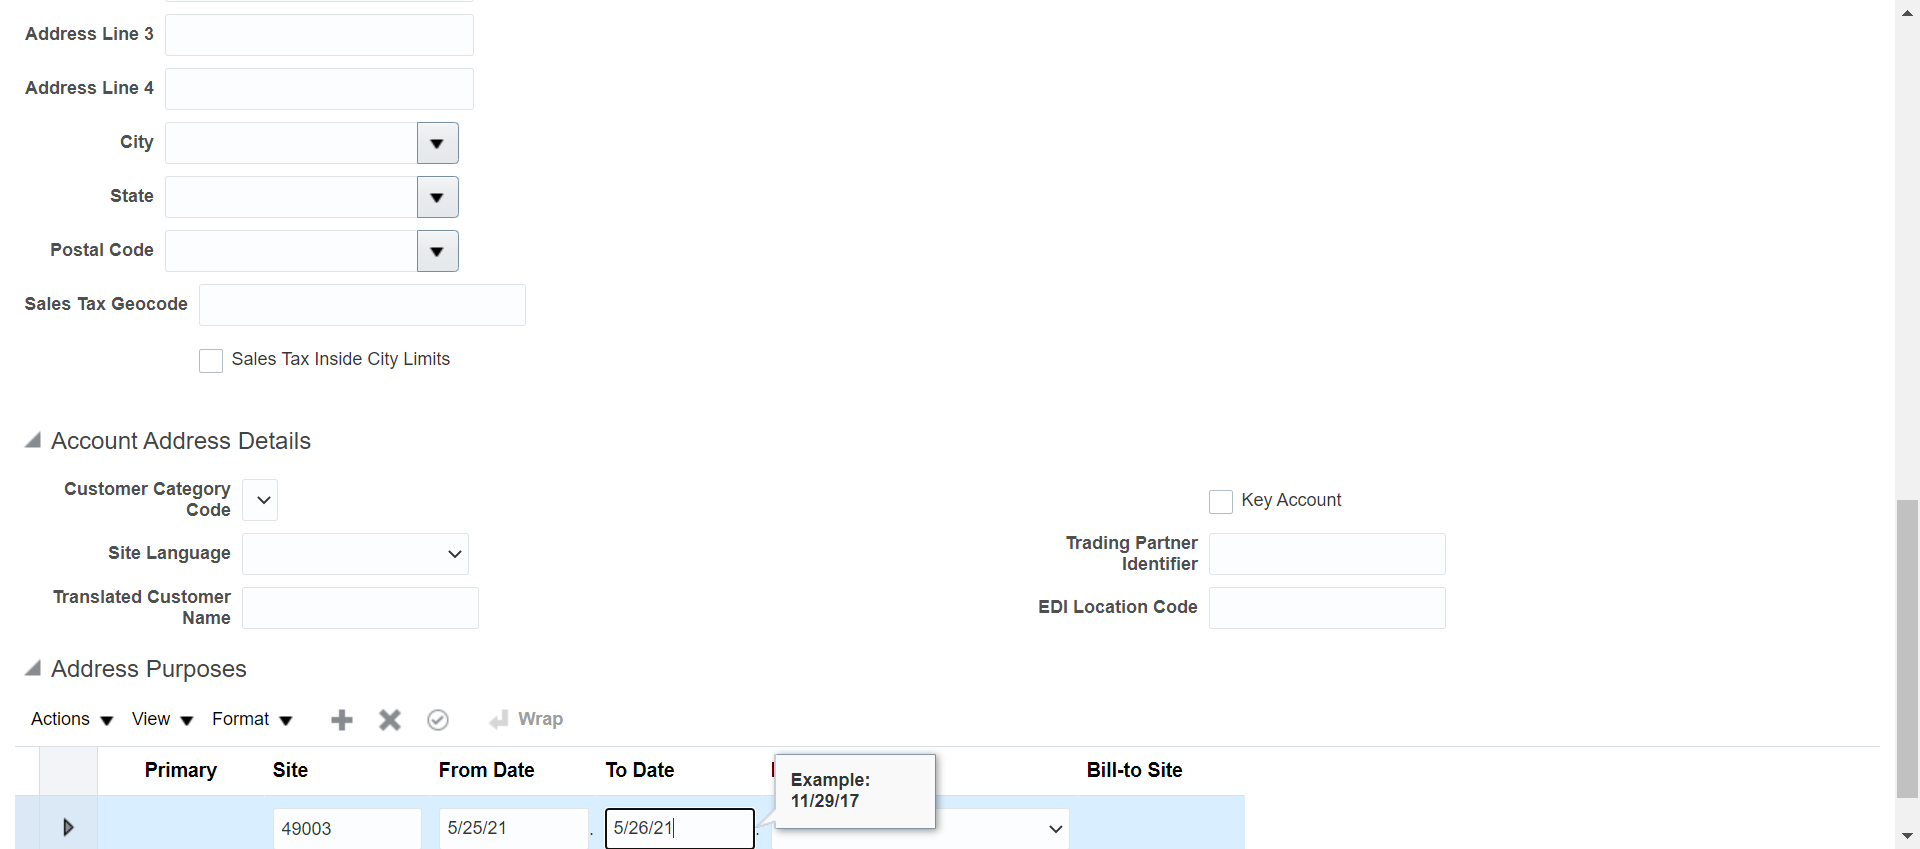 Address Line 3
Address Line 4
City
State
Postal Code
Sales Tax Geocode
Sales Tax Inside City Limits
Account Address Details
Customer Category
Code
Key Account
Site Language
Trading Partner
Identifier
Translated Customer
Name
EDI Location Code
Address Purposes
Actions View Format Wrap
Primary Site From Date To Date Bill-to Site
Example:
11/29/17
49003 5/25/21 5/26/21